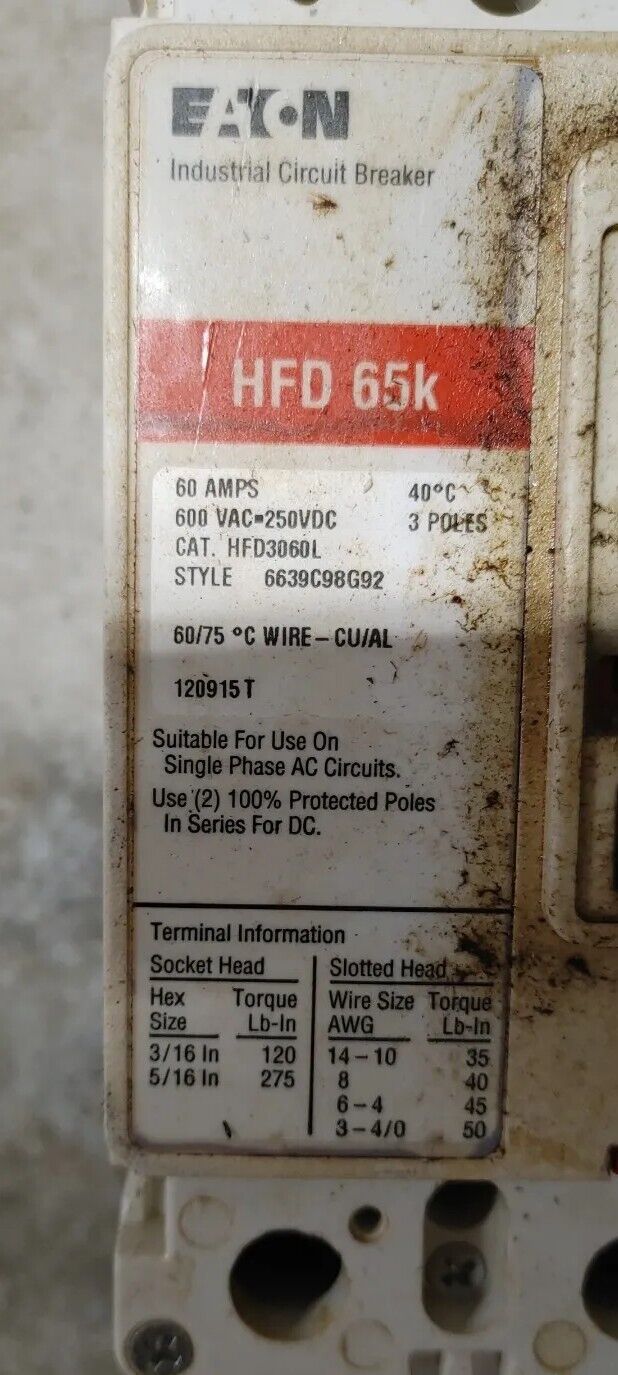 EATON
Industrial Circuit Breaker
HFD 65k
60 AMPS 40°C
600 VAC=250VDC 3 POLES
CAT. HFD3060L
STYLE 6639C98G92
60/75 °C WIRE – CU/AL
120915 T
Suitable For Use On
Single Phase AC Circuits.
Use (2) 100% Protected Poles
In Series For DC.
Terminal Information
Socket Head Slotted Head
Hex Torque Wire Size Torque
Size Lb-In AWG Lb-In
3/16 In 120 14 – 10 35
5/16 In 275 8 40
6 – 4 45
3 – 4/0 50